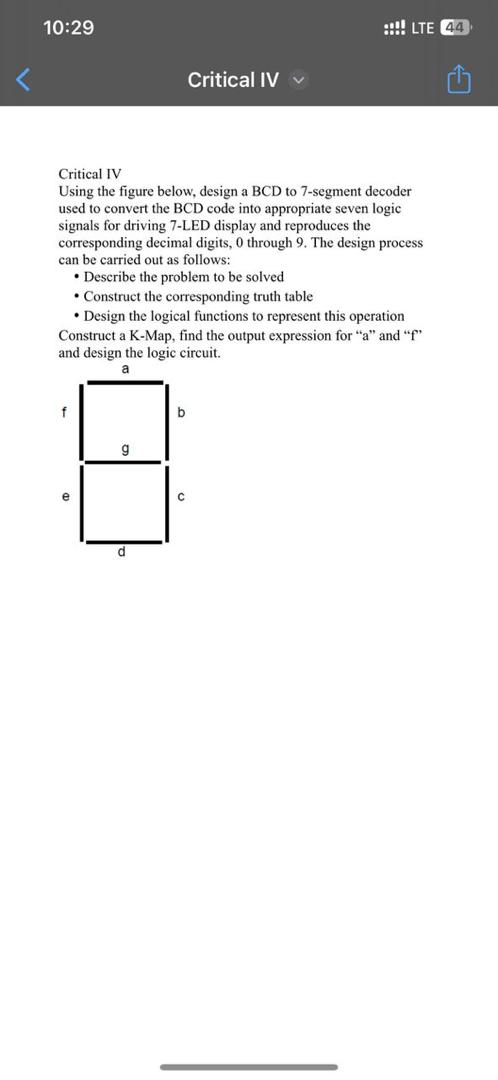 10:29
LTE 44
Critical IV
Critical IV
Using the figure below, design a BCD to 7-segment decoder
used to convert the BCD code into appropriate seven logic
signals for driving 7-LED display and reproduces the
corresponding decimal digits, 0 through 9. The design process
can be carried out as follows:
• Describe the problem to be solved
• Construct the corresponding truth table
• Design the logical functions to represent this operation
Construct a K-Map, find the output expression for “a” and “f”
and design the logic circuit.
a
f b
g
e c
d